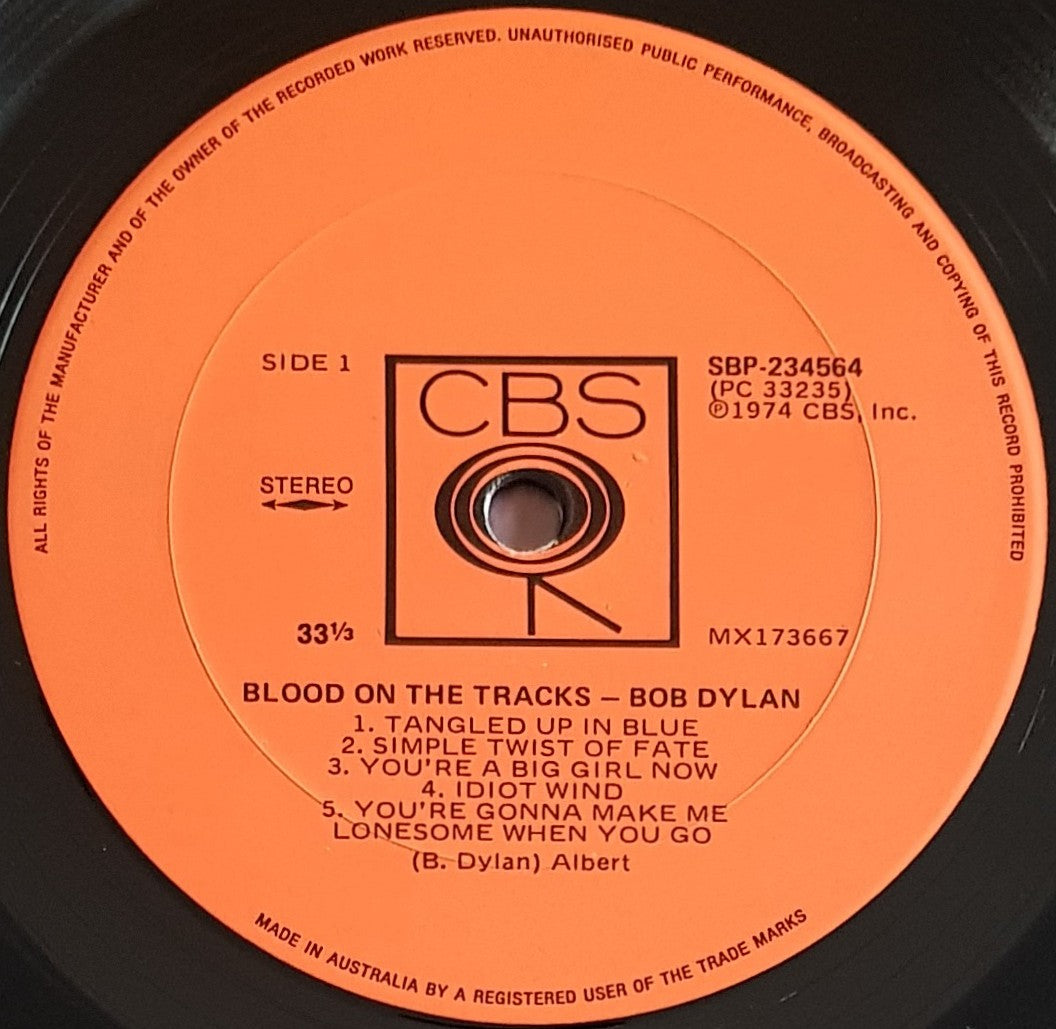 ALL RIGHTS OF THE MANUFACTURER AND OF THE OWNER OF THE RECORDED WORK RESERVED. UNAUTHORISED PUBLIC PERFORMANCE, BROADCASTING AND COPYING OF THIS RECORD PROHIBITED
SIDE 1
CBS
SBP-234564
(PC 33235)
℗1974 CBS, Inc.
STEREO
33⅓
MX173667
BLOOD ON THE TRACKS – BOB DYLAN
1. TANGLED UP IN BLUE
2. SIMPLE TWIST OF FATE
3. YOU'RE A BIG GIRL NOW
4. IDIOT WIND
5. YOU'RE GONNA MAKE ME
LONESOME WHEN YOU GO
(B. Dylan) Albert
MADE IN AUSTRALIA BY A REGISTERED USER OF THE TRADE MARKS